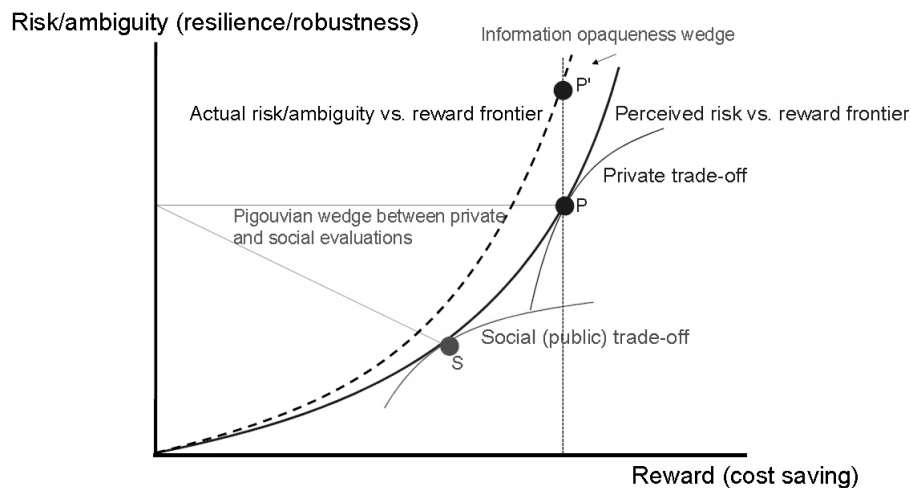 Risk/ambiguity (resilience/robustness)
Information opaqueness wedge
P'
Actual risk/ambiguity vs. reward frontier
Perceived risk vs. reward frontier
Private trade-off
P
Pigouvian wedge between private
and social evaluations
Social (public) trade-off
S
Reward (cost saving)